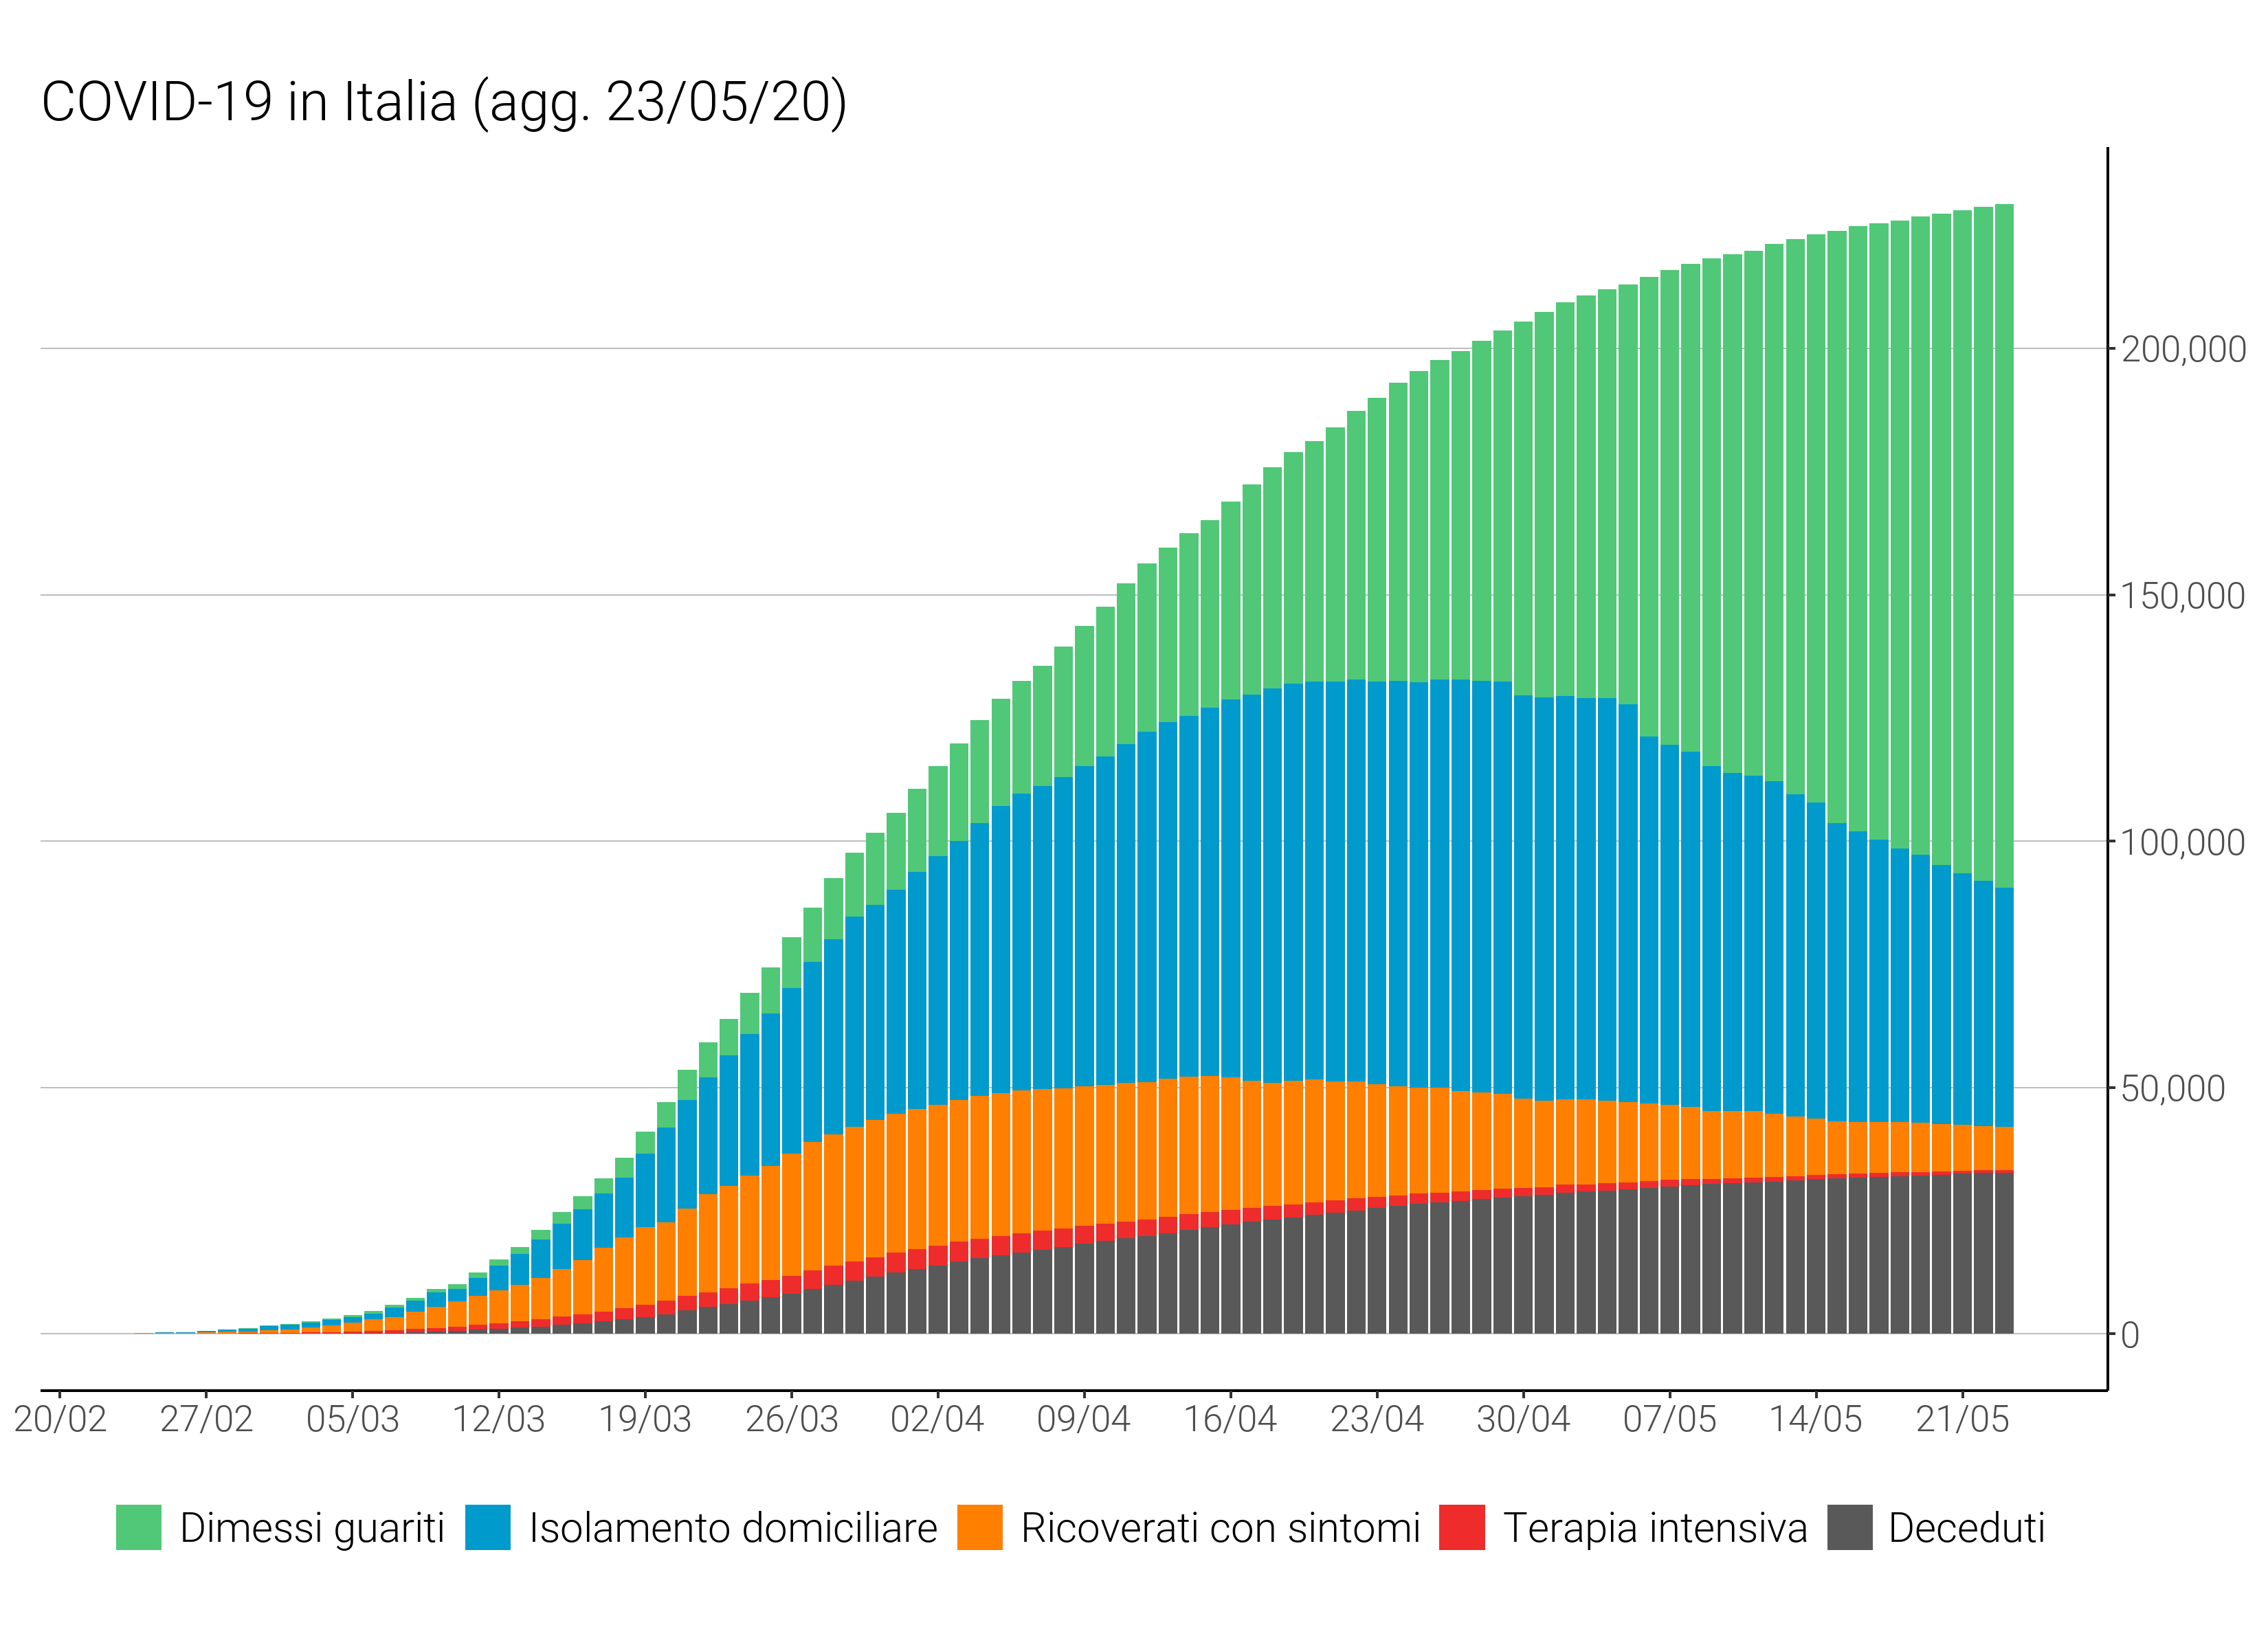 COVID-19 in Italia (agg. 23/05/20)
200,000
150,000
100,000
50,000
0
20/02 27/02 05/03 12/03 19/03 26/03 02/04 09/04 16/04 23/04 30/04 07/05 14/05 21/05
Dimessi guariti Isolamento domiciliare Ricoverati con sintomi Terapia intensiva Deceduti